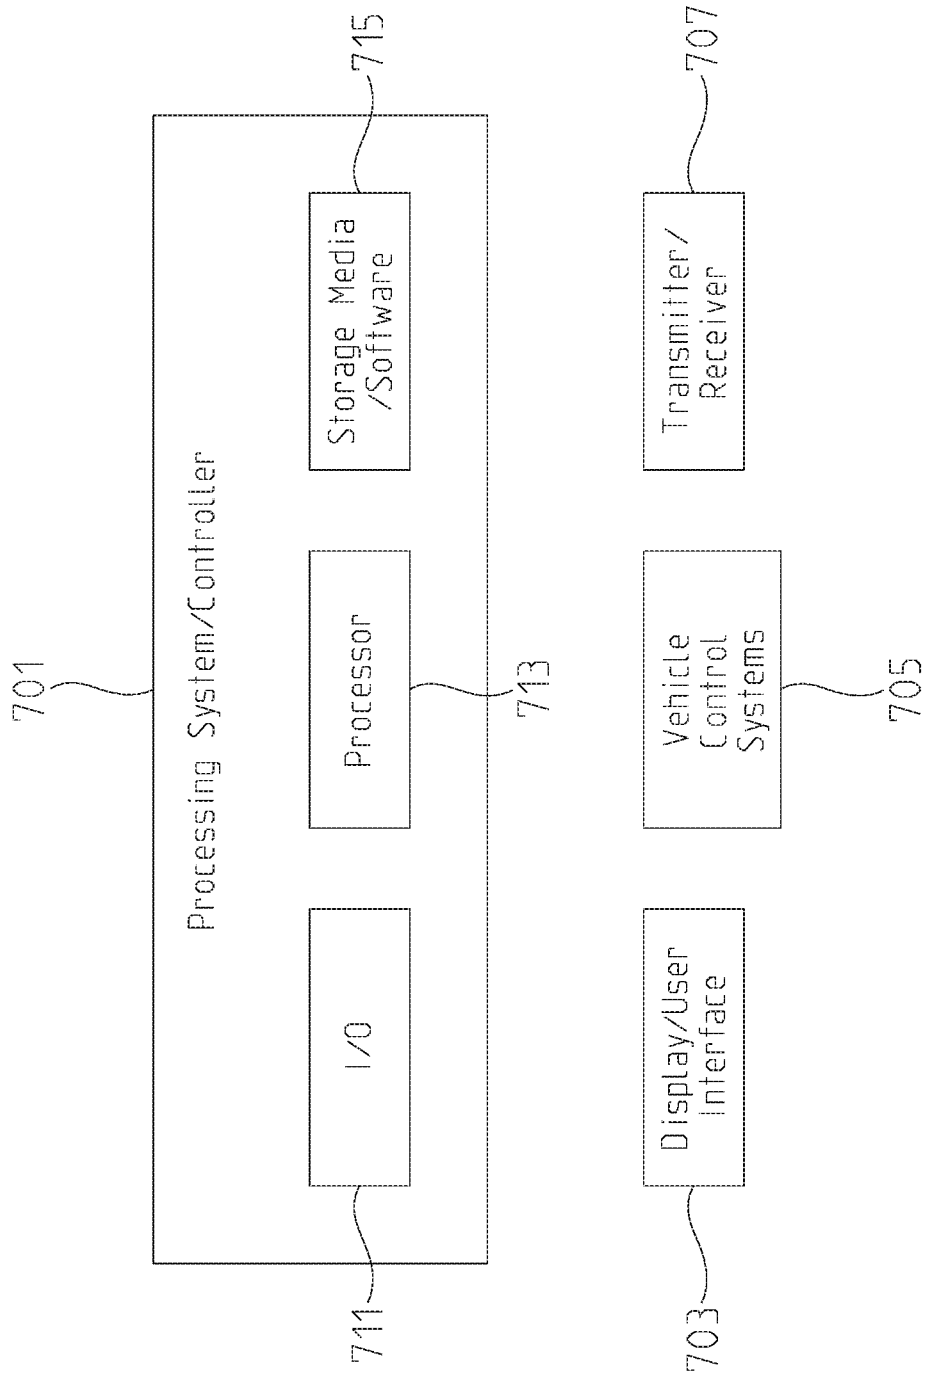 701
Processing System/Controller
I/O
Processor
Storage Media
/Software
711
713
715
Display/User
Interface
Vehicle
Control
Systems
Transmitter/
Receiver
703
705
707